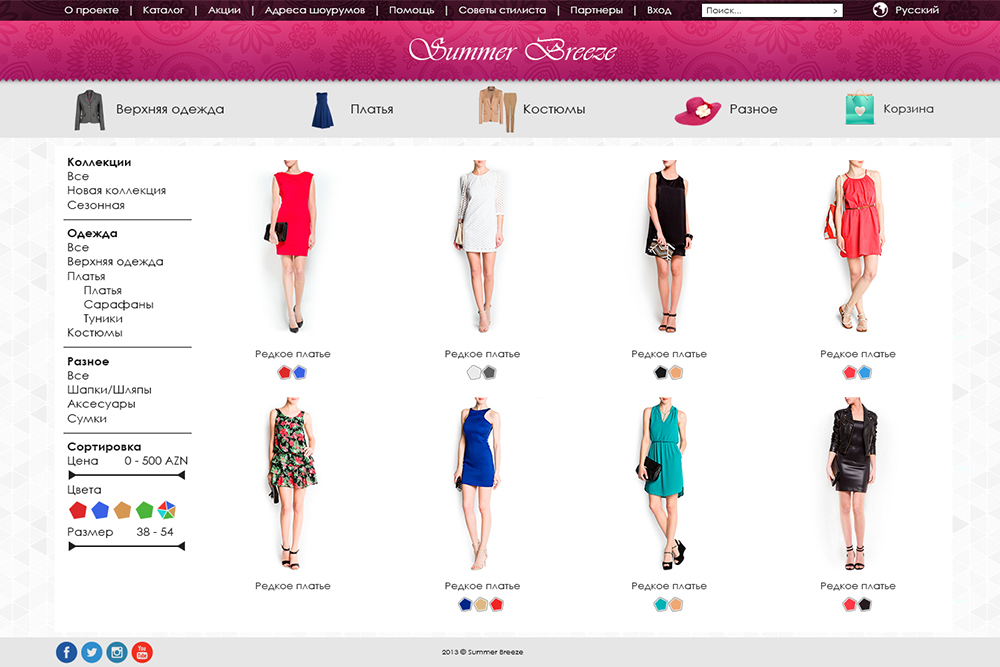 О проекте | Каталог | Акции | Адреса шоурумов | Помощь | Советы стилиста | Партнеры | Вход Поиск... > Русский
Summer Breeze
Верхняя одежда Платья Костюмы Разное Корзина
Коллекции
Все
Новая коллекция
Сезонная
Одежда
Все
Верхняя одежда
Платья
Платья
Сарафаны
Туники
Костюмы
Разное
Все
Шапки/Шляпы
Аксесуары
Сумки
Сортировка
Цена 0 - 500 AZN
Цвета
Размер 38 - 54
Редкое платье Редкое платье Редкое платье Редкое платье
Редкое платье Редкое платье Редкое платье Редкое платье
f You Tube 2013 © Summer Breeze